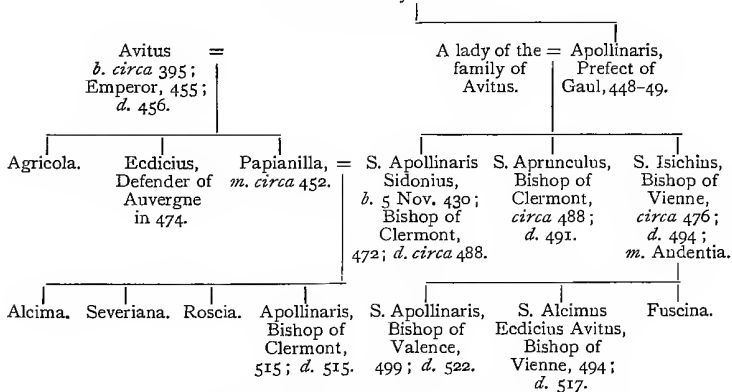 Avitus =
b. circa 395;
Emperor, 455;
d. 456.
A lady of the = Apollinaris,
family of Prefect of
Avitus. Gaul, 448-49.
Agricola.
Ecdicius,
Defender of
Auvergne
in 474.
Papianilla, =
m. circa 452.
S. Apollinaris
Sidonius,
b. 5 Nov. 430;
Bishop of
Clermont,
472; d. circa 488.
S. Aprunculus,
Bishop of
Clermont,
circa 488;
d. 491.
S. Isichius,
Bishop of
Vienne,
circa 476;
d. 494;
m. Audentia.
Alcima.
Severiana.
Roscia.
Apollinaris,
Bishop of
Clermont,
515; d. 515.
S. Apollinaris,
Bishop of
Valence,
499; d. 522.
S. Alcimus
Ecdicius Avitus,
Bishop of
Vienne, 494;
d. 517.
Fuscina.